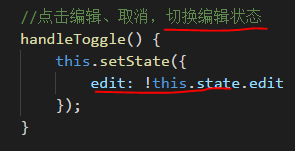 //点击编辑、取消，切换编辑状态
handleToggle() {
    this.setState({
        edit: !this.state.edit
    });
}